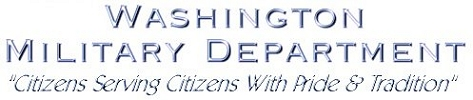 WASHINGTON
MILITARY DEPARTMENT
"Citizens Serving Citizens With Pride & Tradition"